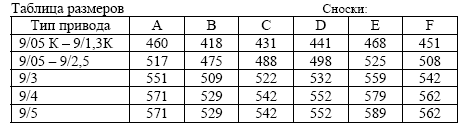 Таблица размеров Сноски:
Тип привода A B C D E F
9/05 К – 9/1,3К 460 418 431 441 468 451
9/05 – 9/2,5 517 475 488 498 525 508
9/3 551 509 522 532 559 542
9/4 571 529 542 552 579 562
9/5 571 529 542 552 589 562